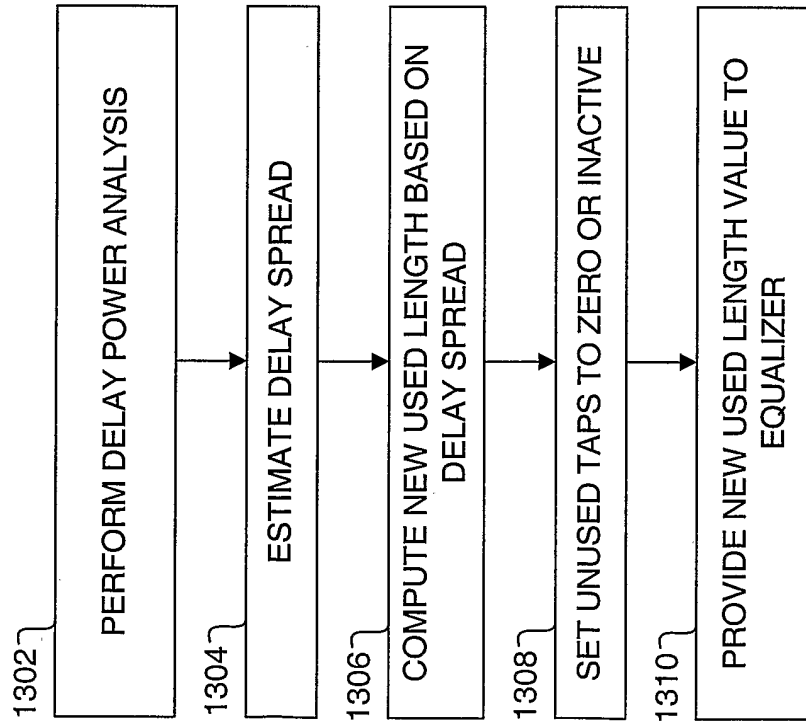 1302
PERFORM DELAY POWER ANALYSIS
1304
ESTIMATE DELAY SPREAD
1306
COMPUTE NEW USED LENGTH BASED ON
DELAY SPREAD
1308
SET UNUSED TAPS TO ZERO OR INACTIVE
1310
PROVIDE NEW USED LENGTH VALUE TO
EQUALIZER